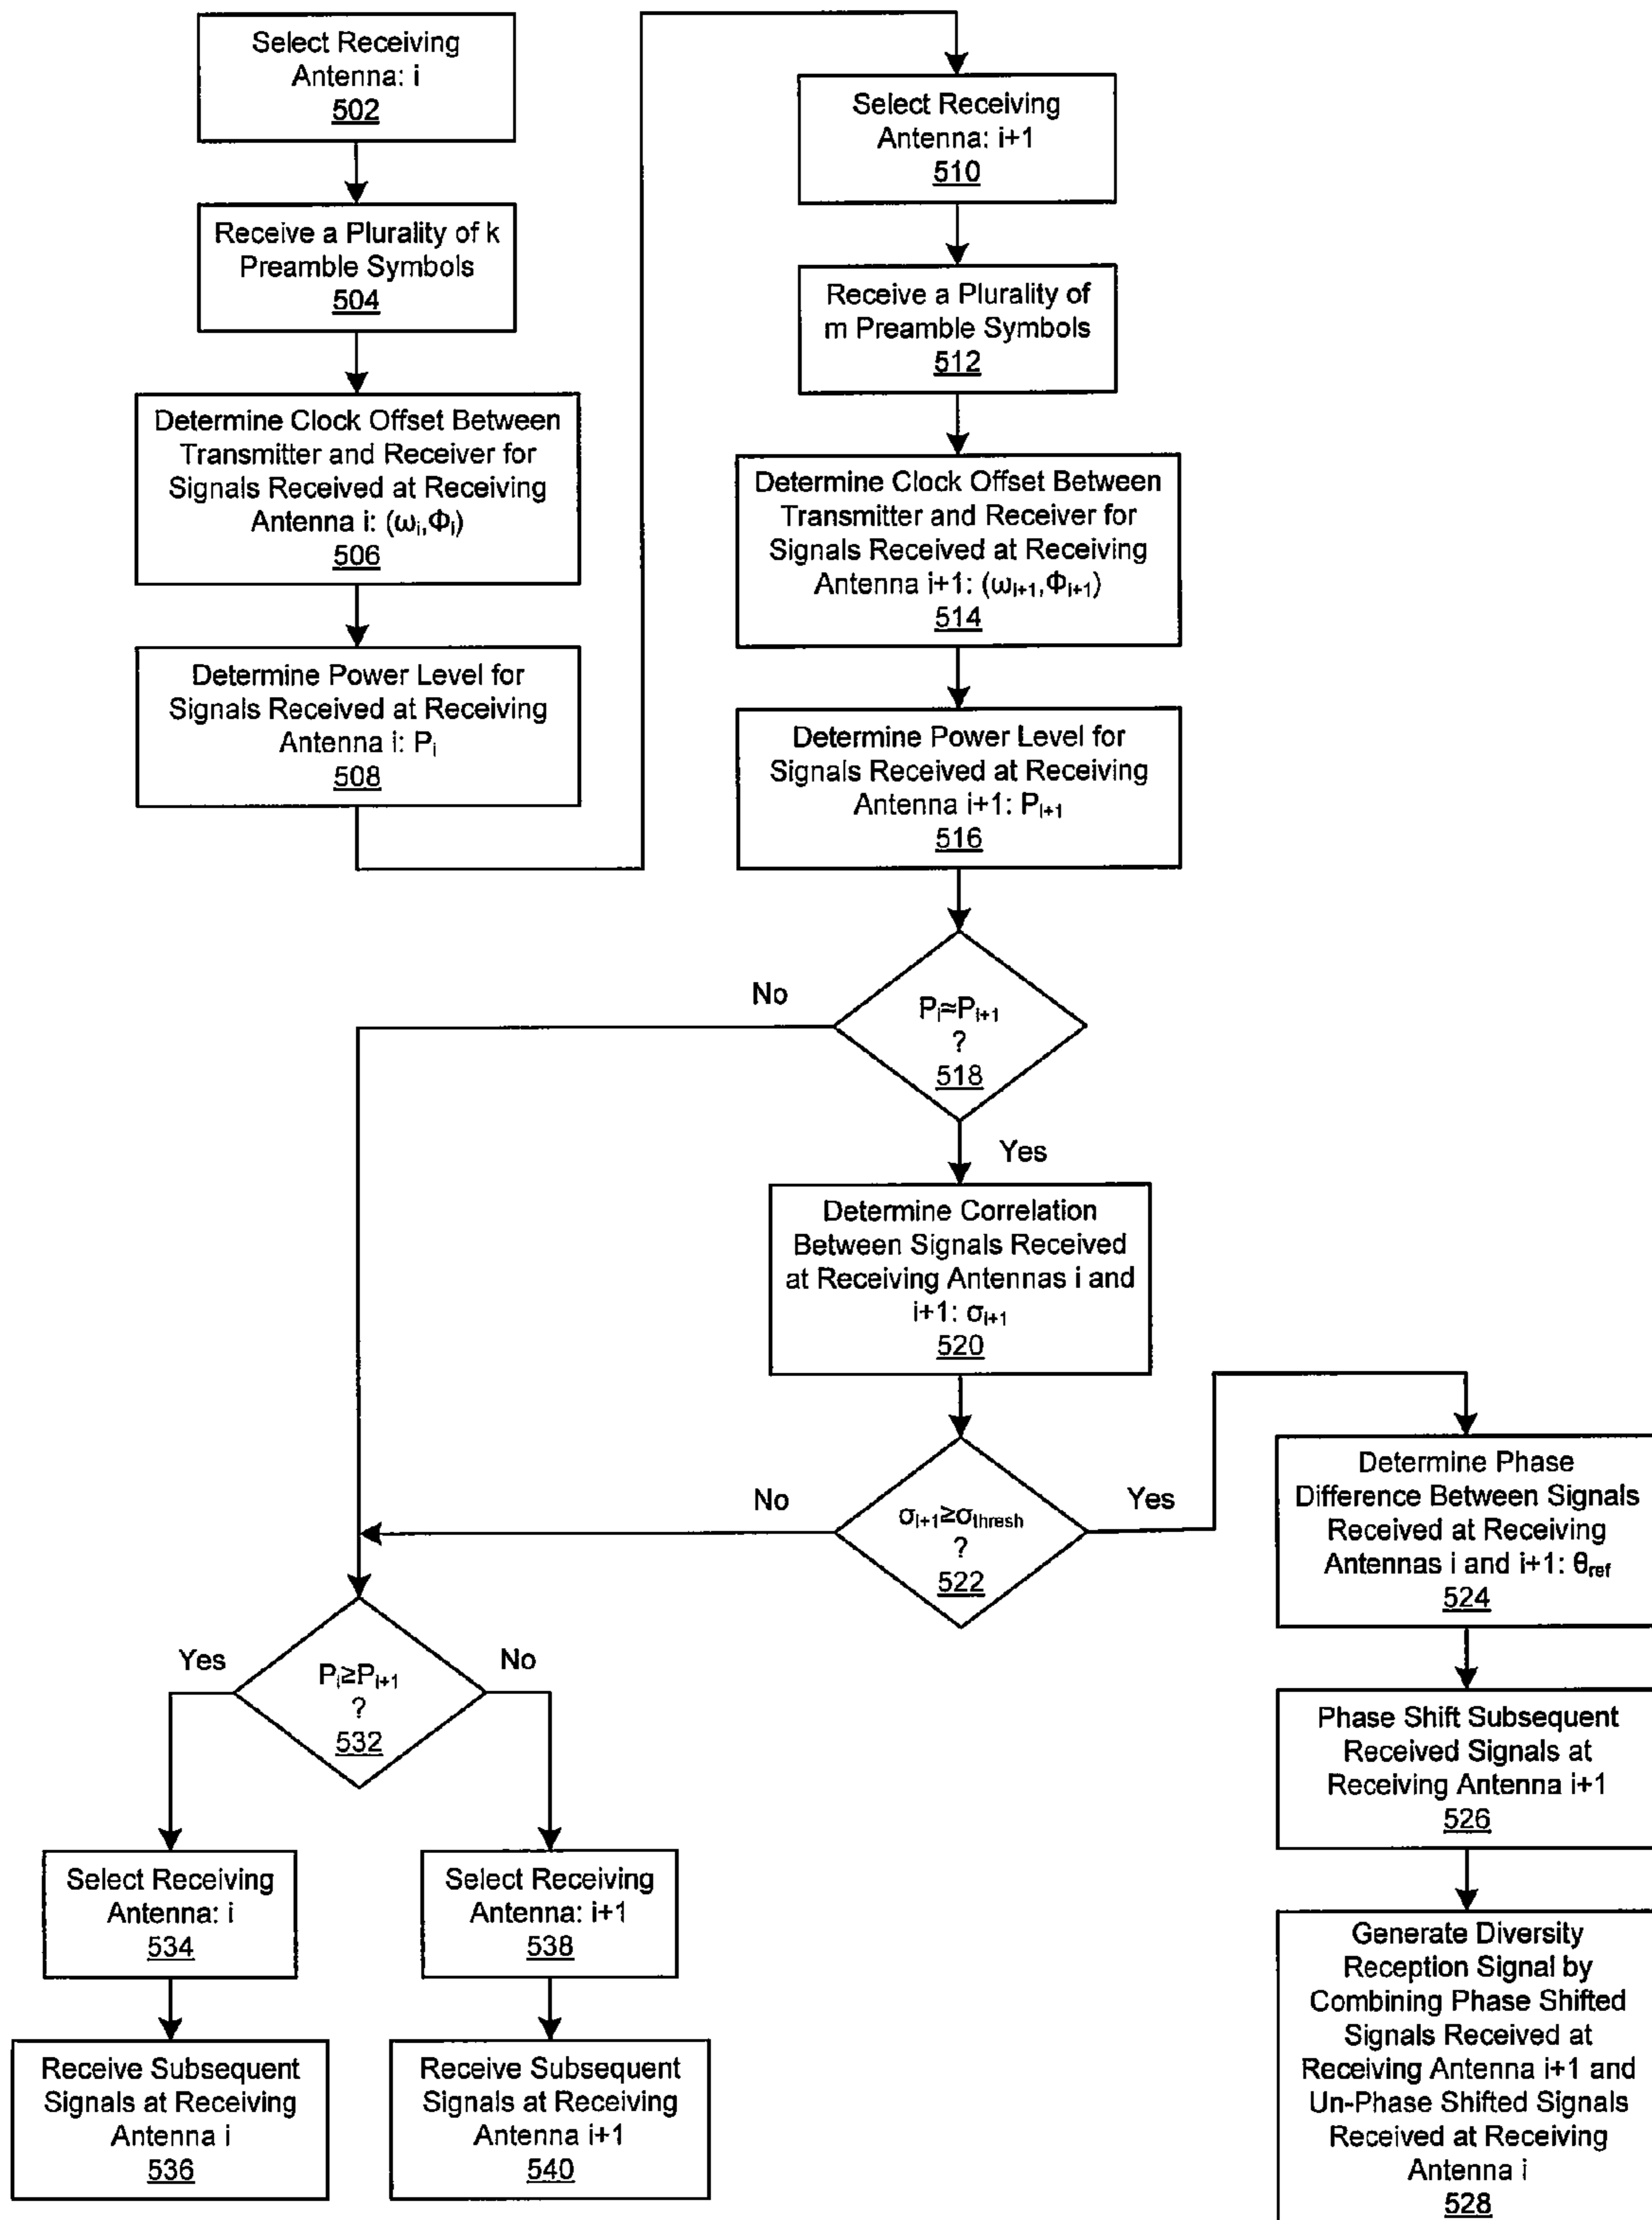 Select Receiving
Antenna: i
502
Receive a Plurality of k
Preamble Symbols
504
Determine Clock Offset Between
Transmitter and Receiver for
Signals Received at Receiving
Antenna i: (ωi,Φi)
506
Determine Power Level for
Signals Received at Receiving
Antenna i: Pi
508
Select Receiving
Antenna: i+1
510
Receive a Plurality of
m Preamble Symbols
512
Determine Clock Offset Between
Transmitter and Receiver for
Signals Received at Receiving
Antenna i+1: (ωi+1,Φi+1)
514
Determine Power Level for
Signals Received at Receiving
Antenna i+1: Pi+1
516
No
Pi≈Pi+1
?
518
Yes
Determine Correlation
Between Signals Received
at Receiving Antennas i and
i+1: σi+1
520
No
σi+1≥σthresh
?
522
Yes
Determine Phase
Difference Between Signals
Received at Receiving
Antennas i and i+1: θref
524
Phase Shift Subsequent
Received Signals at
Receiving Antenna i+1
526
Generate Diversity
Reception Signal by
Combining Phase Shifted
Signals Received at
Receiving Antenna i+1 and
Un-Phase Shifted Signals
Received at Receiving
Antenna i
528
Yes
Pi≥Pi+1
?
532
No
Select Receiving
Antenna: i
534
Receive Subsequent
Signals at Receiving
Antenna i
536
Select Receiving
Antenna: i+1
538
Receive Subsequent
Signals at Receiving
Antenna i+1
540